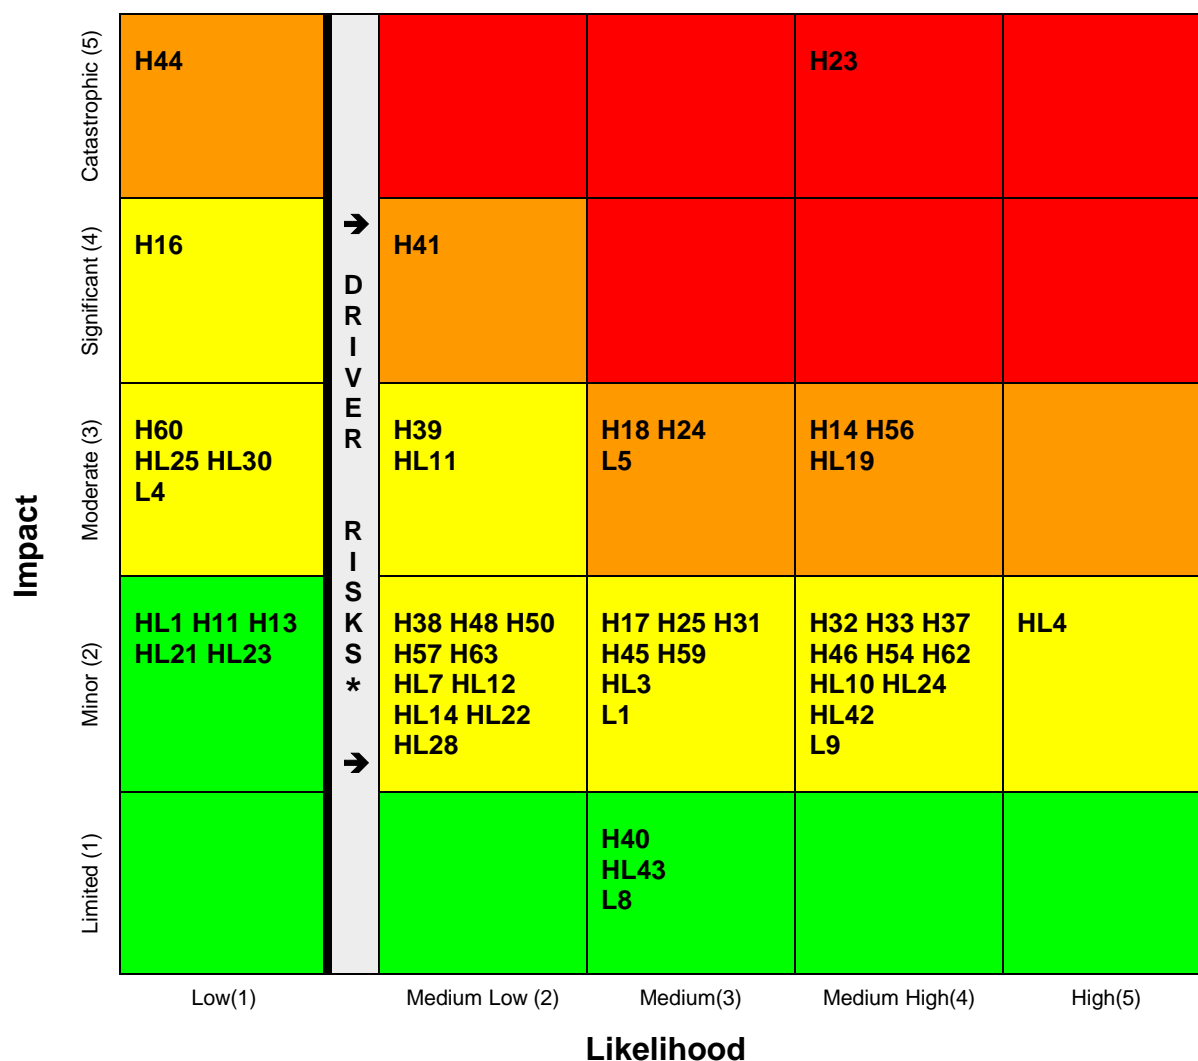 Impact
Catastrophic (5)
H44
H23
Significant (4)
H16
H41
Moderate (3)
H60
HL25 HL30
L4
H39
HL11
H18 H24
L5
H14 H56
HL19
Minor (2)
HL1 H11 H13
HL21 HL23
H38 H48 H50
H57 H63
HL7 HL12
HL14 HL22
HL28
H17 H25 H31
H45 H59
HL3
L1
H32 H33 H37
H46 H54 H62
HL10 HL24
HL42
L9
HL4
Limited (1)
H40
HL43
L8
➔ DRIVER RISKS* ➔
Low(1)
Medium Low (2)
Medium(3)
Medium High(4)
High(5)
Likelihood